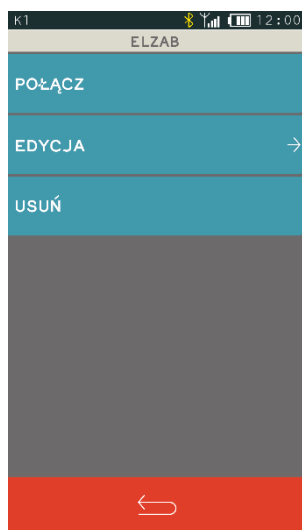 K1 12:00
ELZAB
POŁĄCZ
EDYCJA
USUŃ